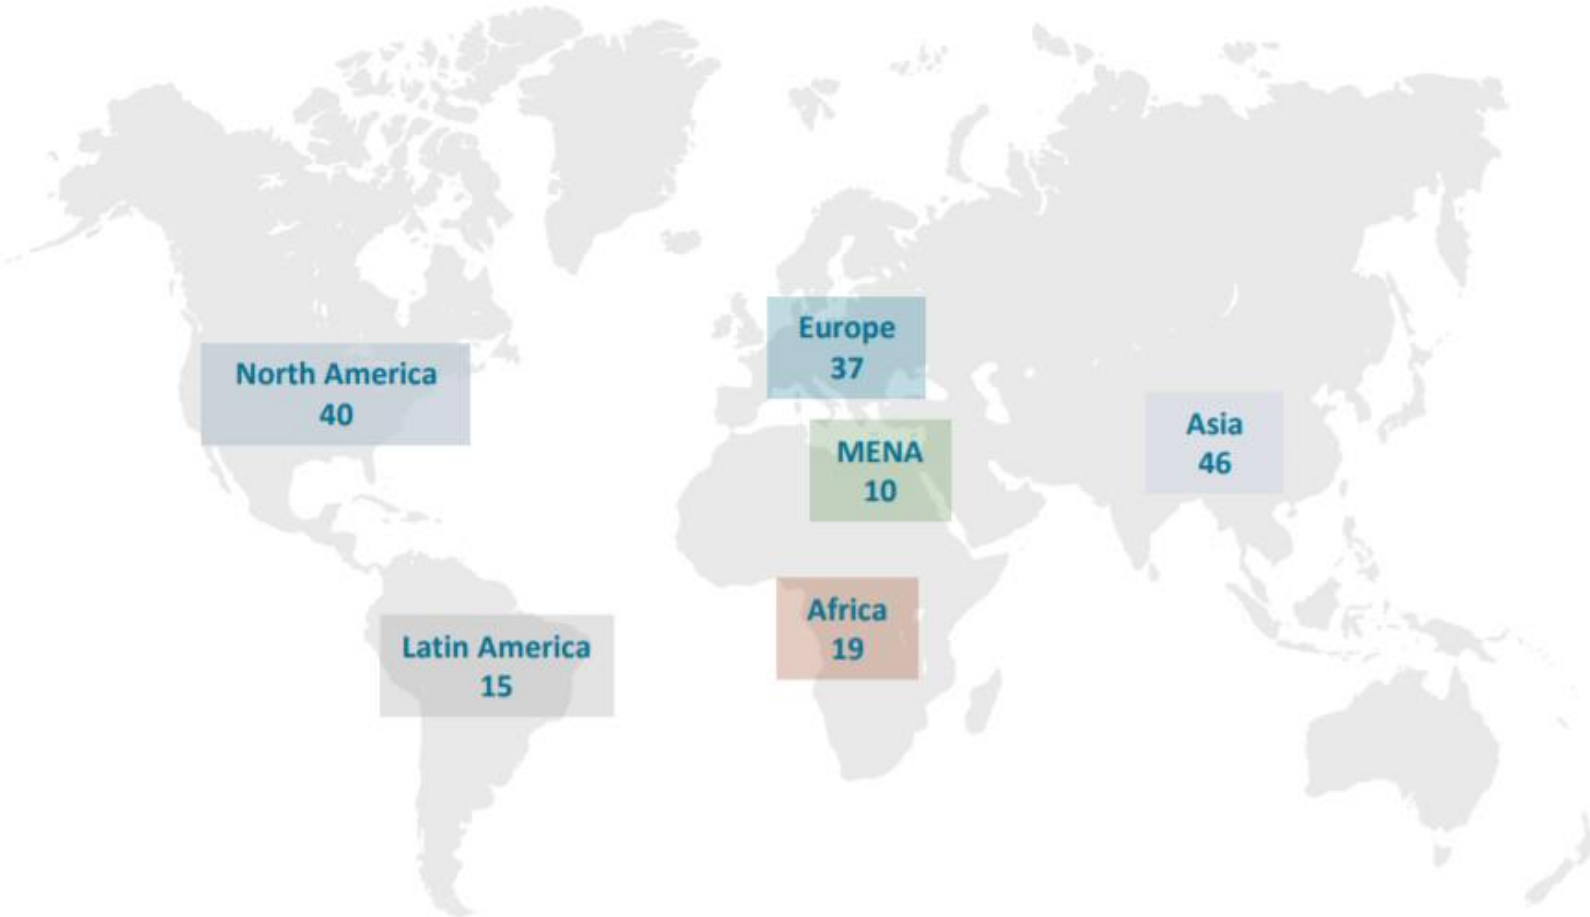 Europe
37
North America
40
Asia
46
MENA
10
Africa
19
Latin America
15